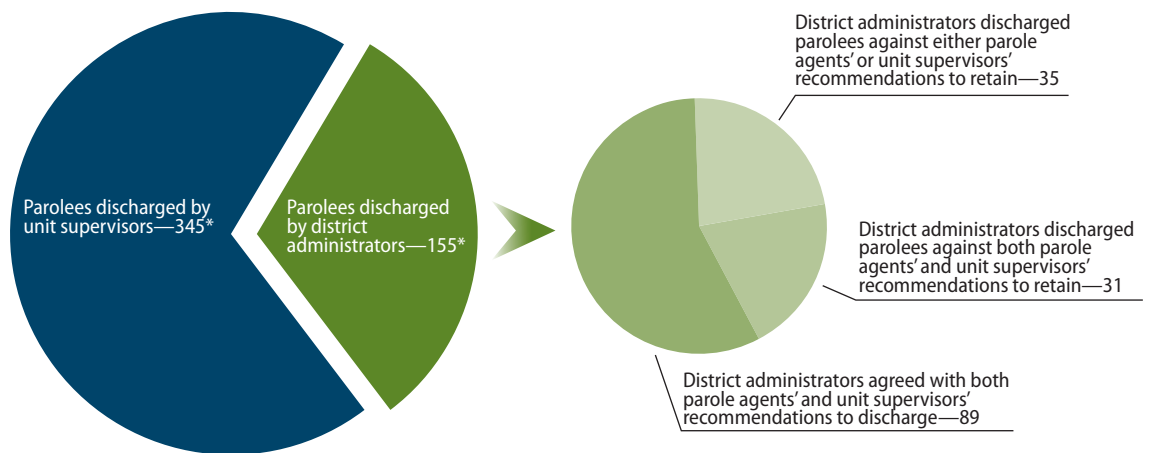 Parolees discharged by
unit supervisors—345*
Parolees discharged
by district
administrators—155*
District administrators discharged
parolees against either parole
agents’ or unit supervisors’
recommendations to retain—35
District administrators discharged
parolees against both parole
agents’ and unit supervisors’
recommendations to retain—31
District administrators agreed with both
parole agents’ and unit supervisors’
recommendations to discharge—89